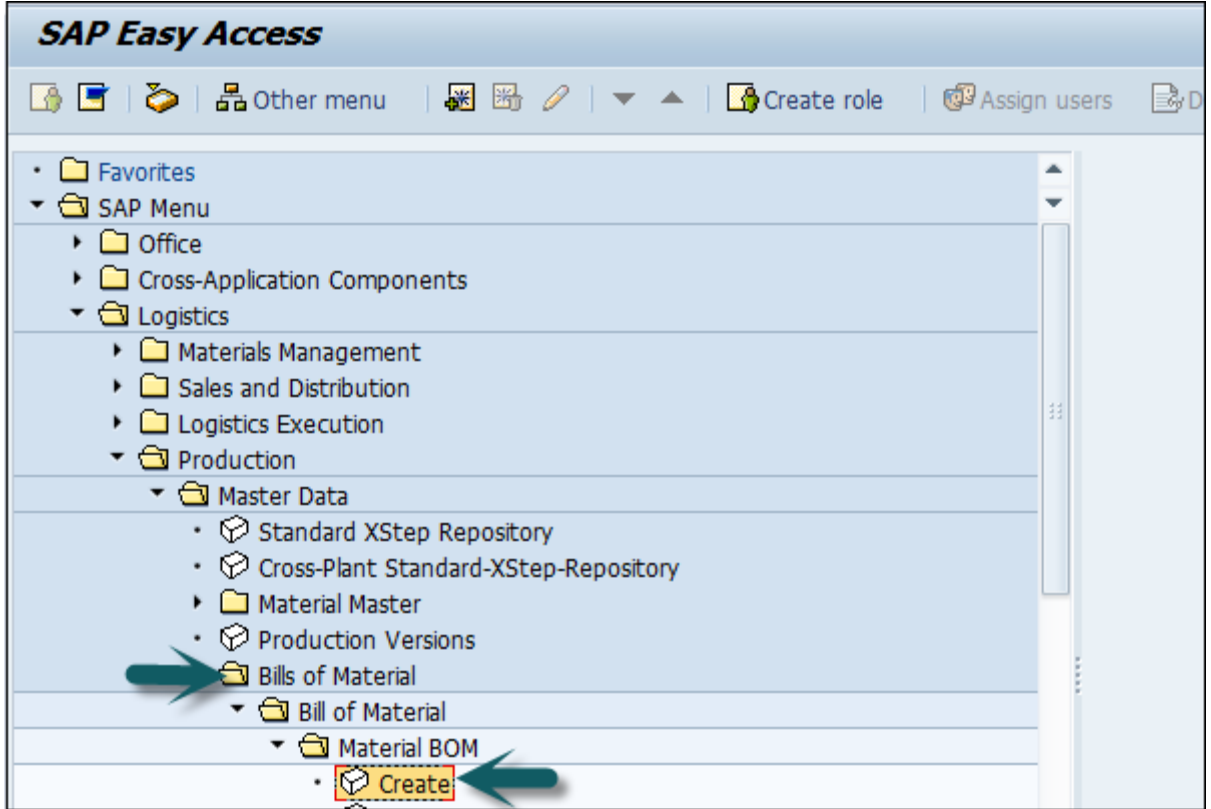 SAP Easy Access
Other menu Create role Assign users D
Favorites
SAP Menu
Office
Cross-Application Components
Logistics
Materials Management
Sales and Distribution
Logistics Execution
Production
Master Data
Standard XStep Repository
Cross-Plant Standard-XStep-Repository
Material Master
Production Versions
Bills of Material
Bill of Material
Material BOM
Create